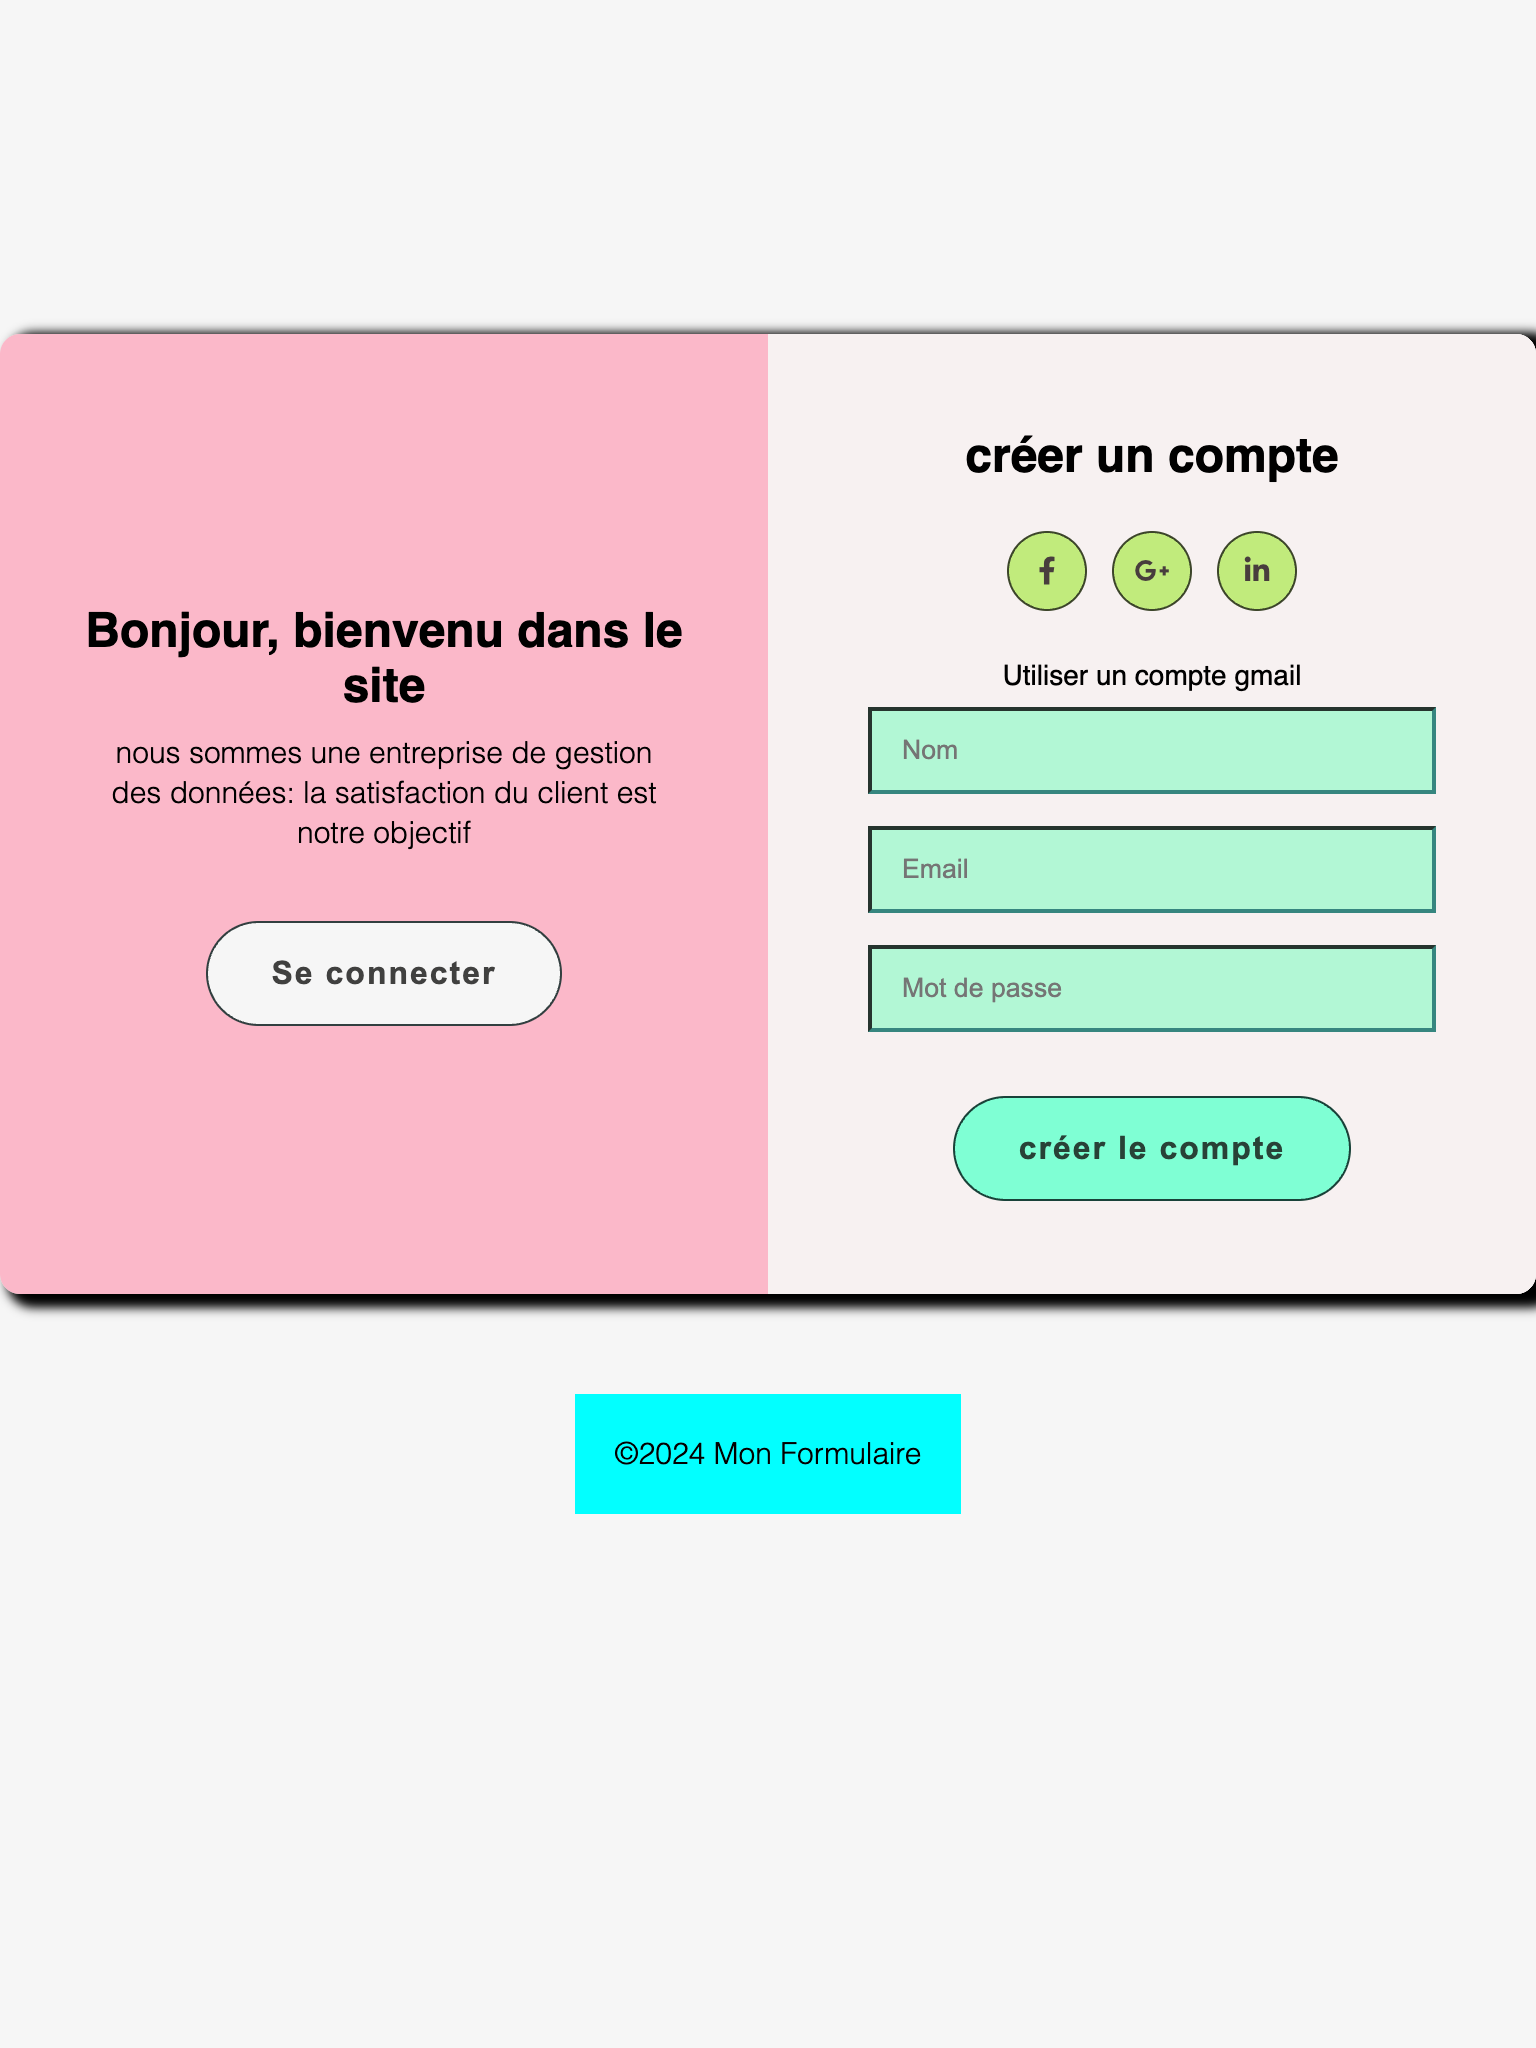 Bonjour, bienvenu dans le
site
nous sommes une entreprise de gestion
des données: la satisfaction du client est
notre objectif
Se connecter
créer un compte
f
G+
in
Utiliser un compte gmail
Nom
Email
Mot de passe
créer le compte
©2024 Mon Formulaire